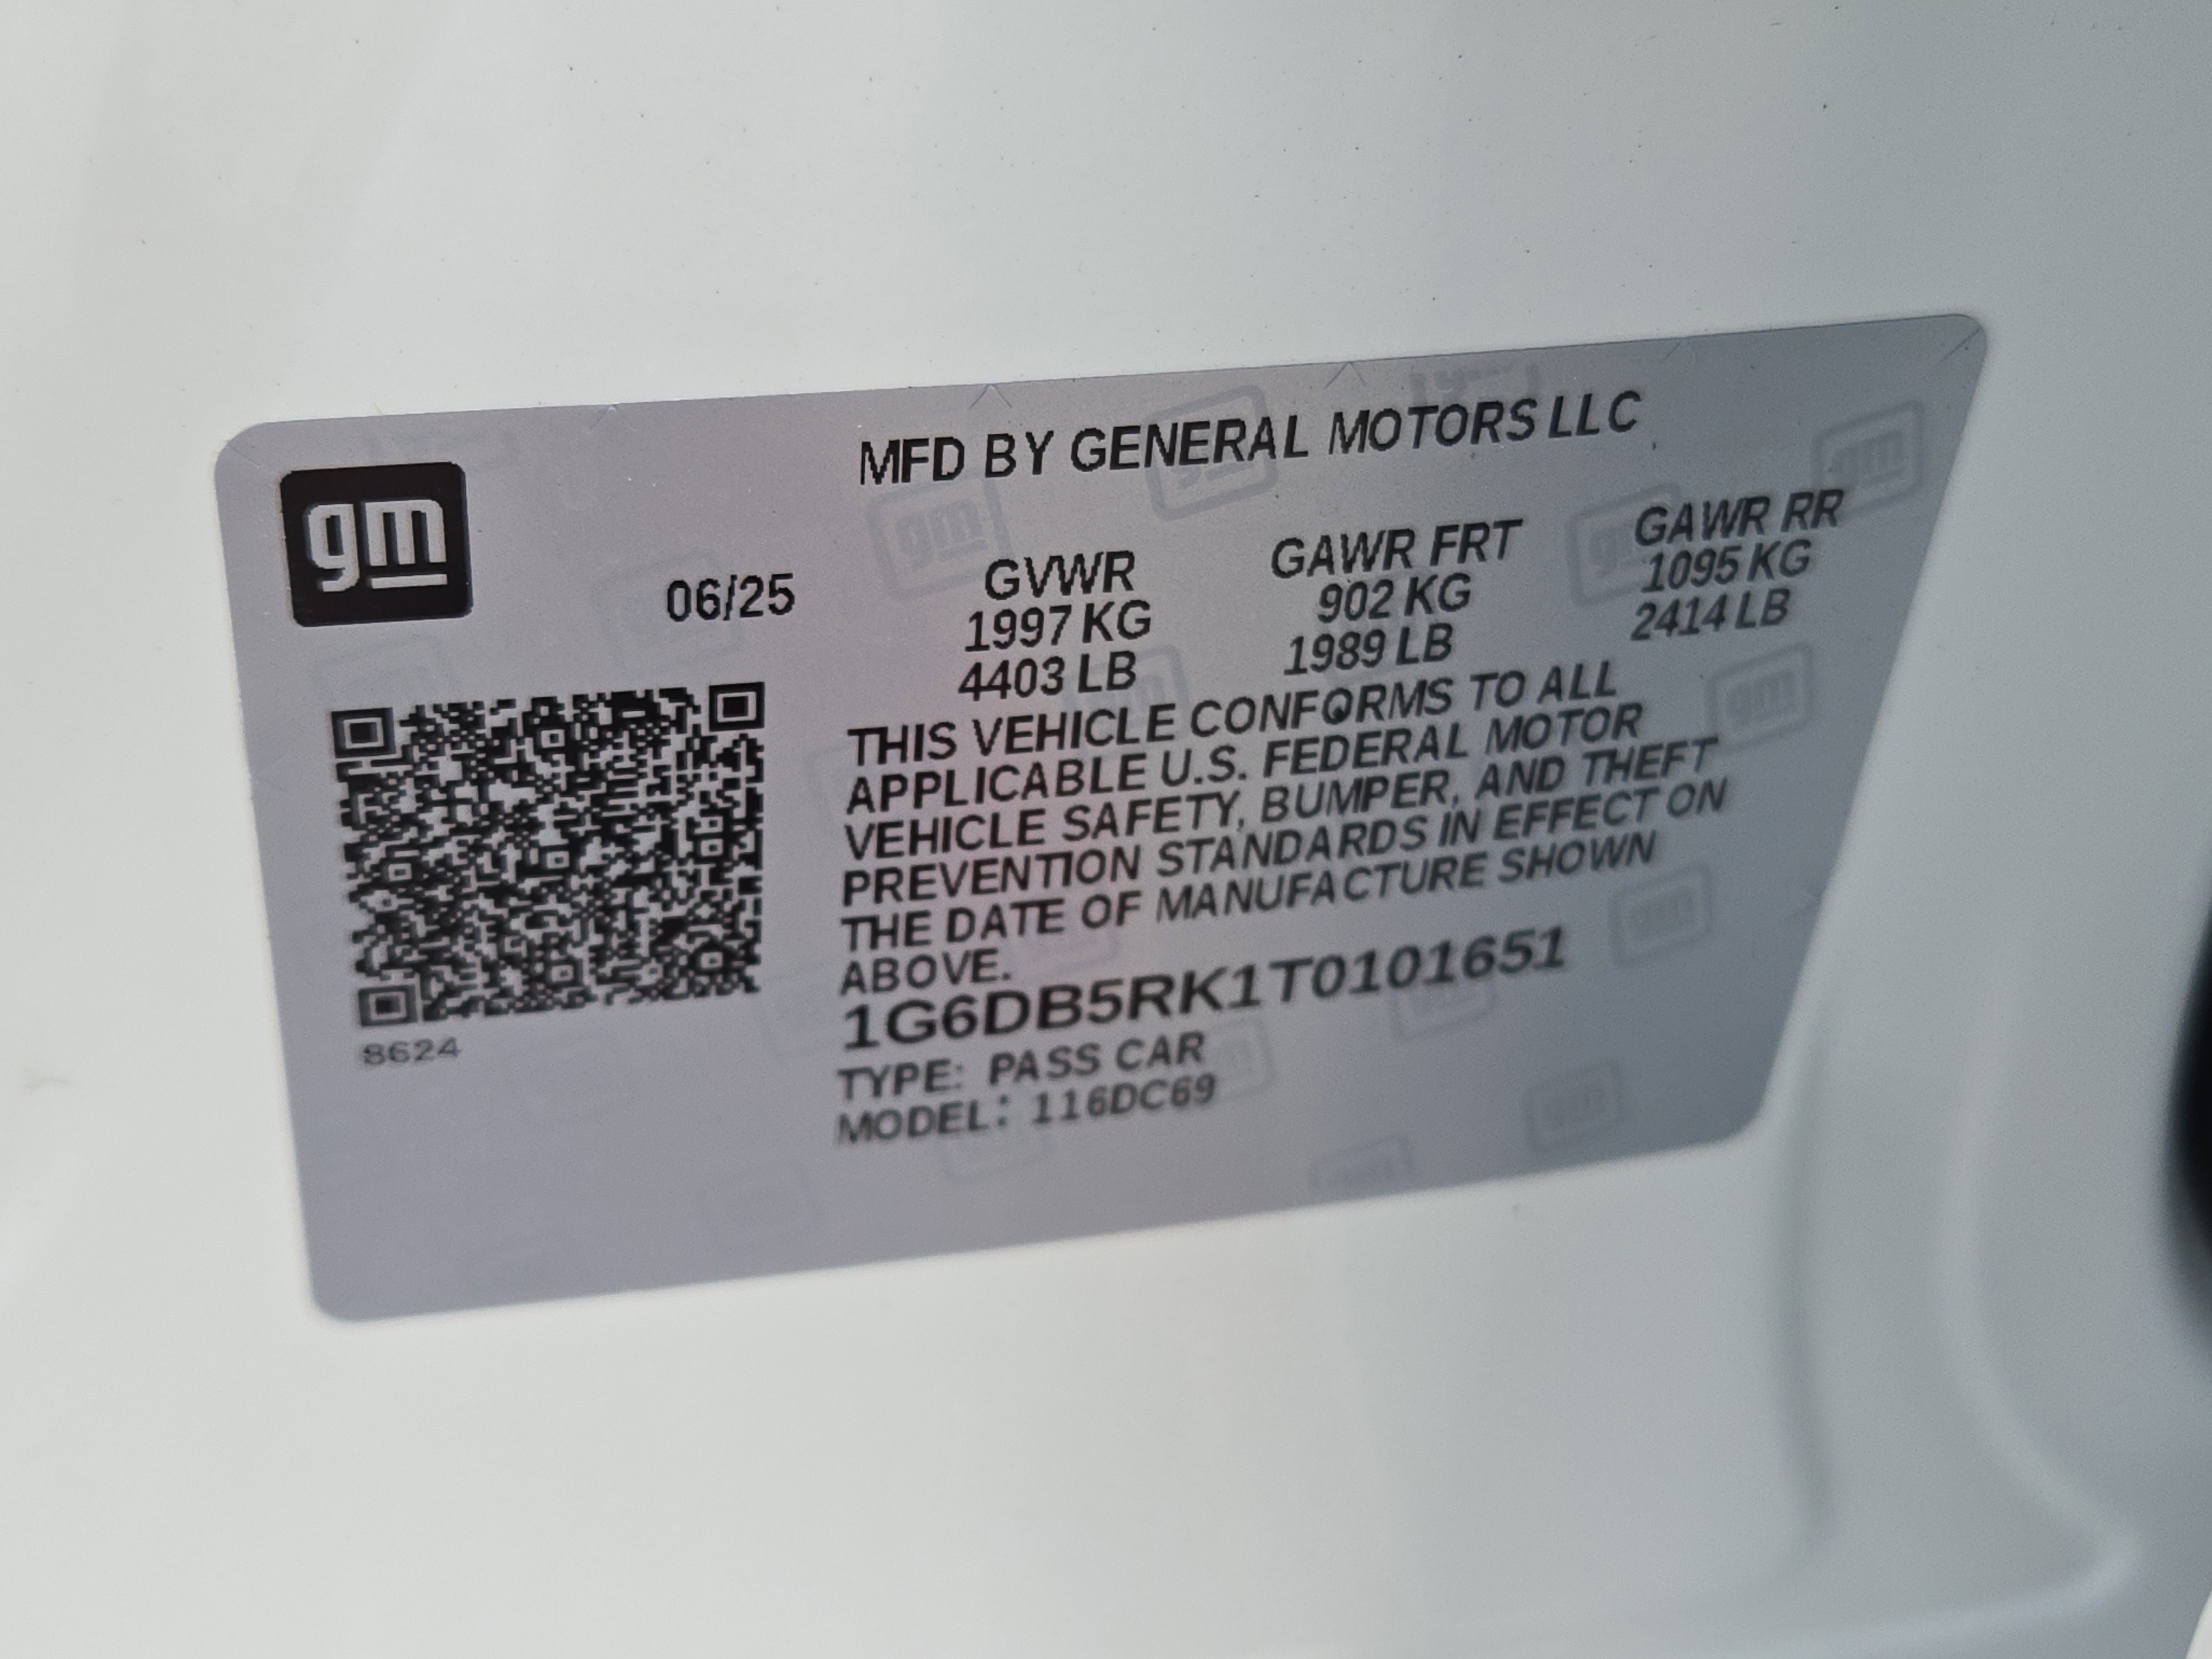 gm
MFD BY GENERAL MOTORS LLC
06/25
GVWR
1997 KG
4403 LB
GAWR FRT
902 KG
1989 LB
GAWR RR
1095 KG
2414 LB
THIS VEHICLE CONFORMS TO ALL
APPLICABLE U.S. FEDERAL MOTOR
VEHICLE SAFETY, BUMPER, AND THEFT
PREVENTION STANDARDS IN EFFECT ON
THE DATE OF MANUFACTURE SHOWN
ABOVE.
1G6DB5RK1T0101651
TYPE: PASS CAR
MODEL: 116DC69
8624